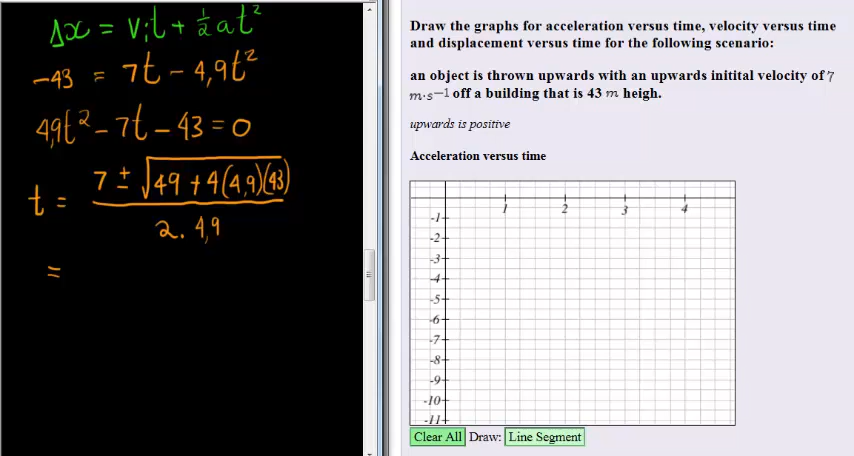 Δx = Vᵢt + ½at²
-43 = 7t - 4,9t²
4,9t² - 7t - 43 = 0
t = 7 ± √49 + 4(4,9)(43)
2 . 4,9
=
Draw the graphs for acceleration versus time, velocity versus time
and displacement versus time for the following scenario:
an object is thrown upwards with an upwards initital velocity of 7
m·s−1 off a building that is 43 m heigh.
upwards is positive
Acceleration versus time
1 2 3 4
-1
-2
-3
-4
-5
-6
-7
-8
-9
-10
-11
Clear All Draw: Line Segment